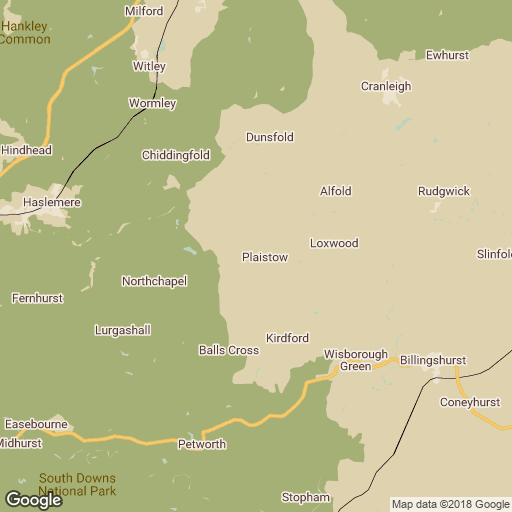 Milford
Hankley
Common
Ewhurst
Witley
Cranleigh
Wormley
Dunsfold
Hindhead
Chiddingfold
Alfold
Rudgwick
Haslemere
Loxwood
Plaistow
Slinfold
Northchapel
Fernhurst
Lurgashall
Kirdford
Balls Cross
Wisborough
Green
Billingshurst
Coneyhurst
Easebourne
Midhurst
Petworth
South Downs
National Park
Stopham
Google
Map data ©2018 Google